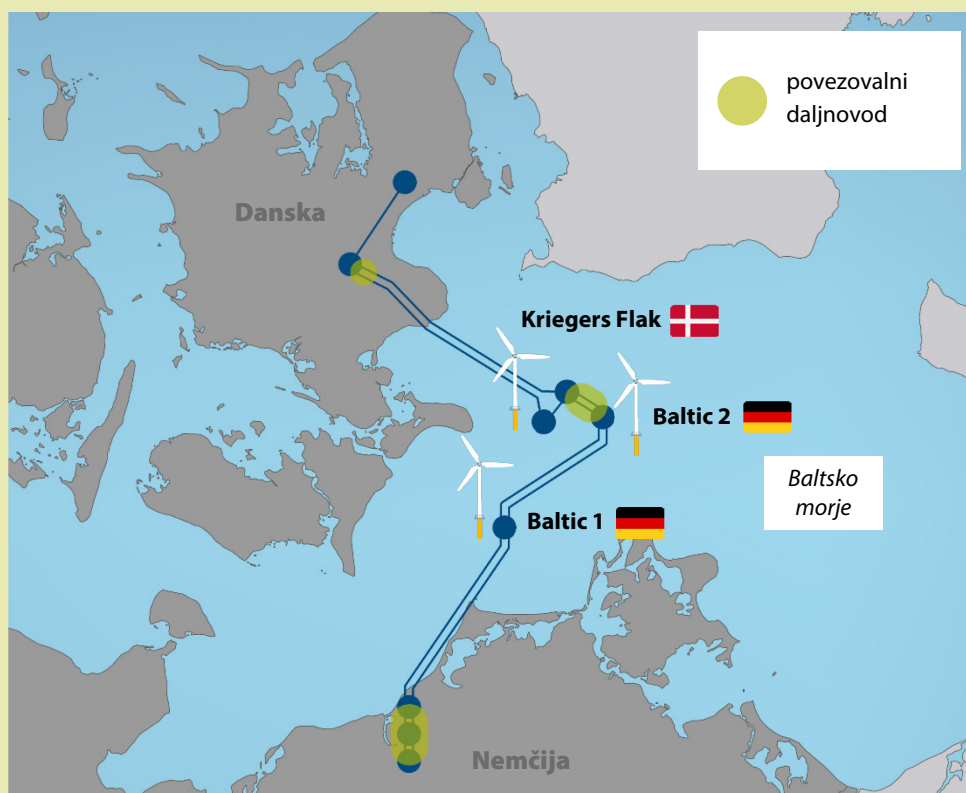 povezovalni
daljnovod
Danska
Kriegers Flak
Baltic 2
Baltsko
morje
Baltic 1
Nemčija